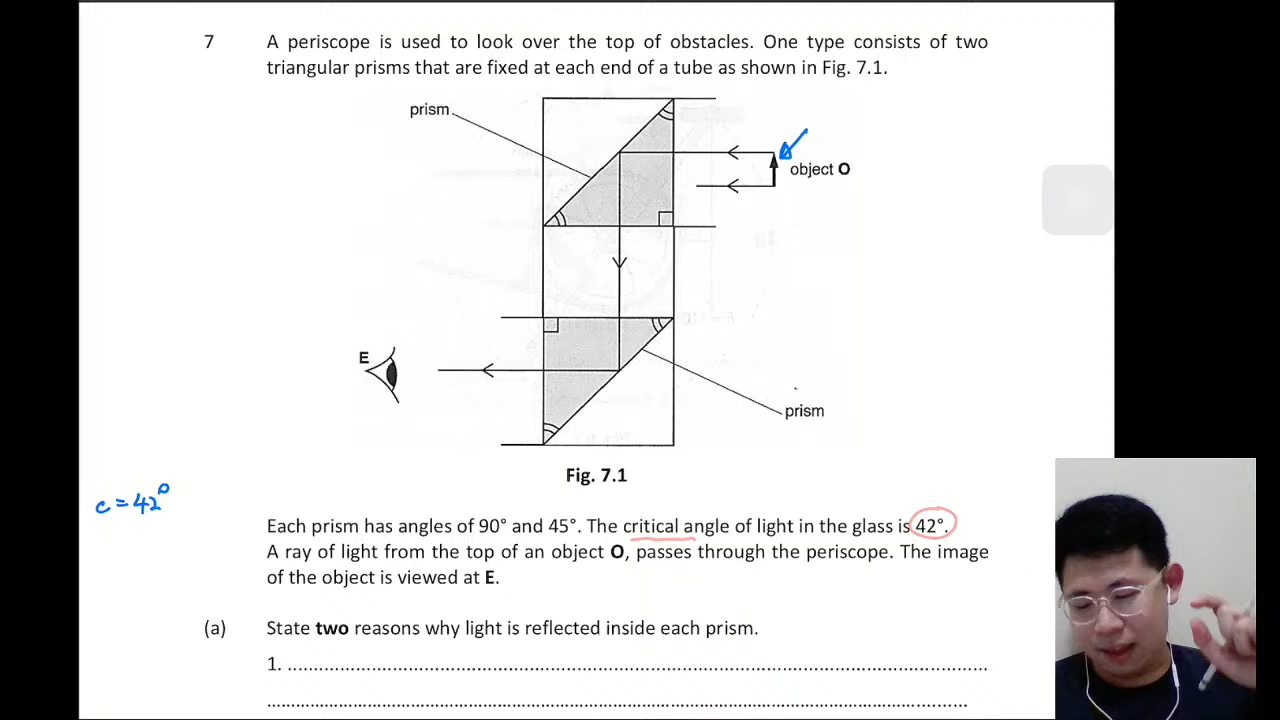 7 A periscope is used to look over the top of obstacles. One type consists of two
triangular prisms that are fixed at each end of a tube as shown in Fig. 7.1.
prism
object O
E
prism
Fig. 7.1
c = 42°
Each prism has angles of 90° and 45°. The critical angle of light in the glass is 42°.
A ray of light from the top of an object O, passes through the periscope. The image
of the object is viewed at E.
(a) State two reasons why light is reflected inside each prism.
1. ................................................................................
................................................................................